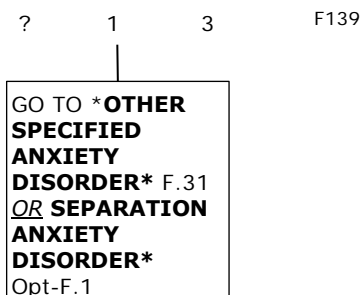 ? 1 3 F139
GO TO *OTHER
SPECIFIED
ANXIETY
DISORDER* F.31
OR SEPARATION
ANXIETY
DISORDER*
Opt-F.1